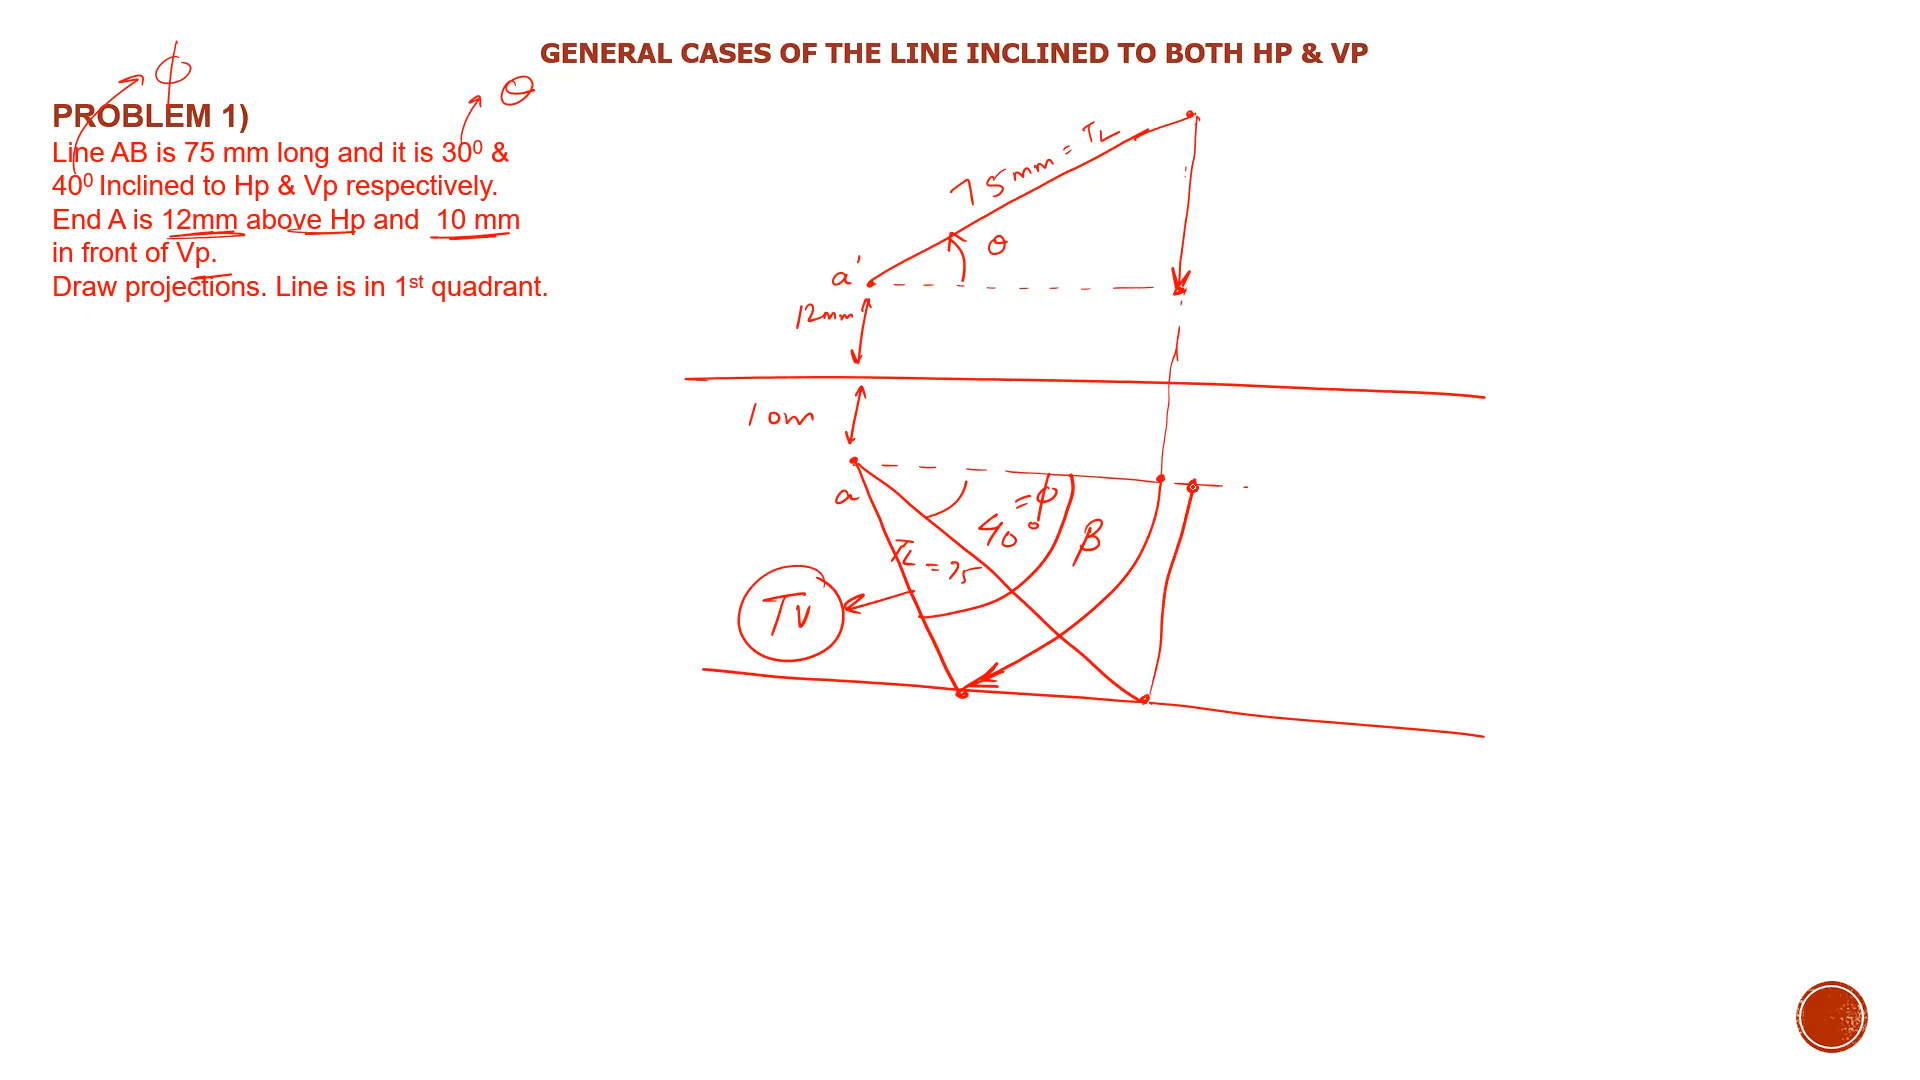 GENERAL CASES OF THE LINE INCLINED TO BOTH HP & VP
ϕ
θ
PROBLEM 1)
Line AB is 75 mm long and it is 30⁰ &
40⁰ Inclined to Hp & Vp respectively.
End A is 12mm above Hp and 10 mm
in front of Vp.
Draw projections. Line is in 1st quadrant.
75mm = TL
θ
a'
12mm
10m
a
40° = ϕ
β
TL = 75
TV